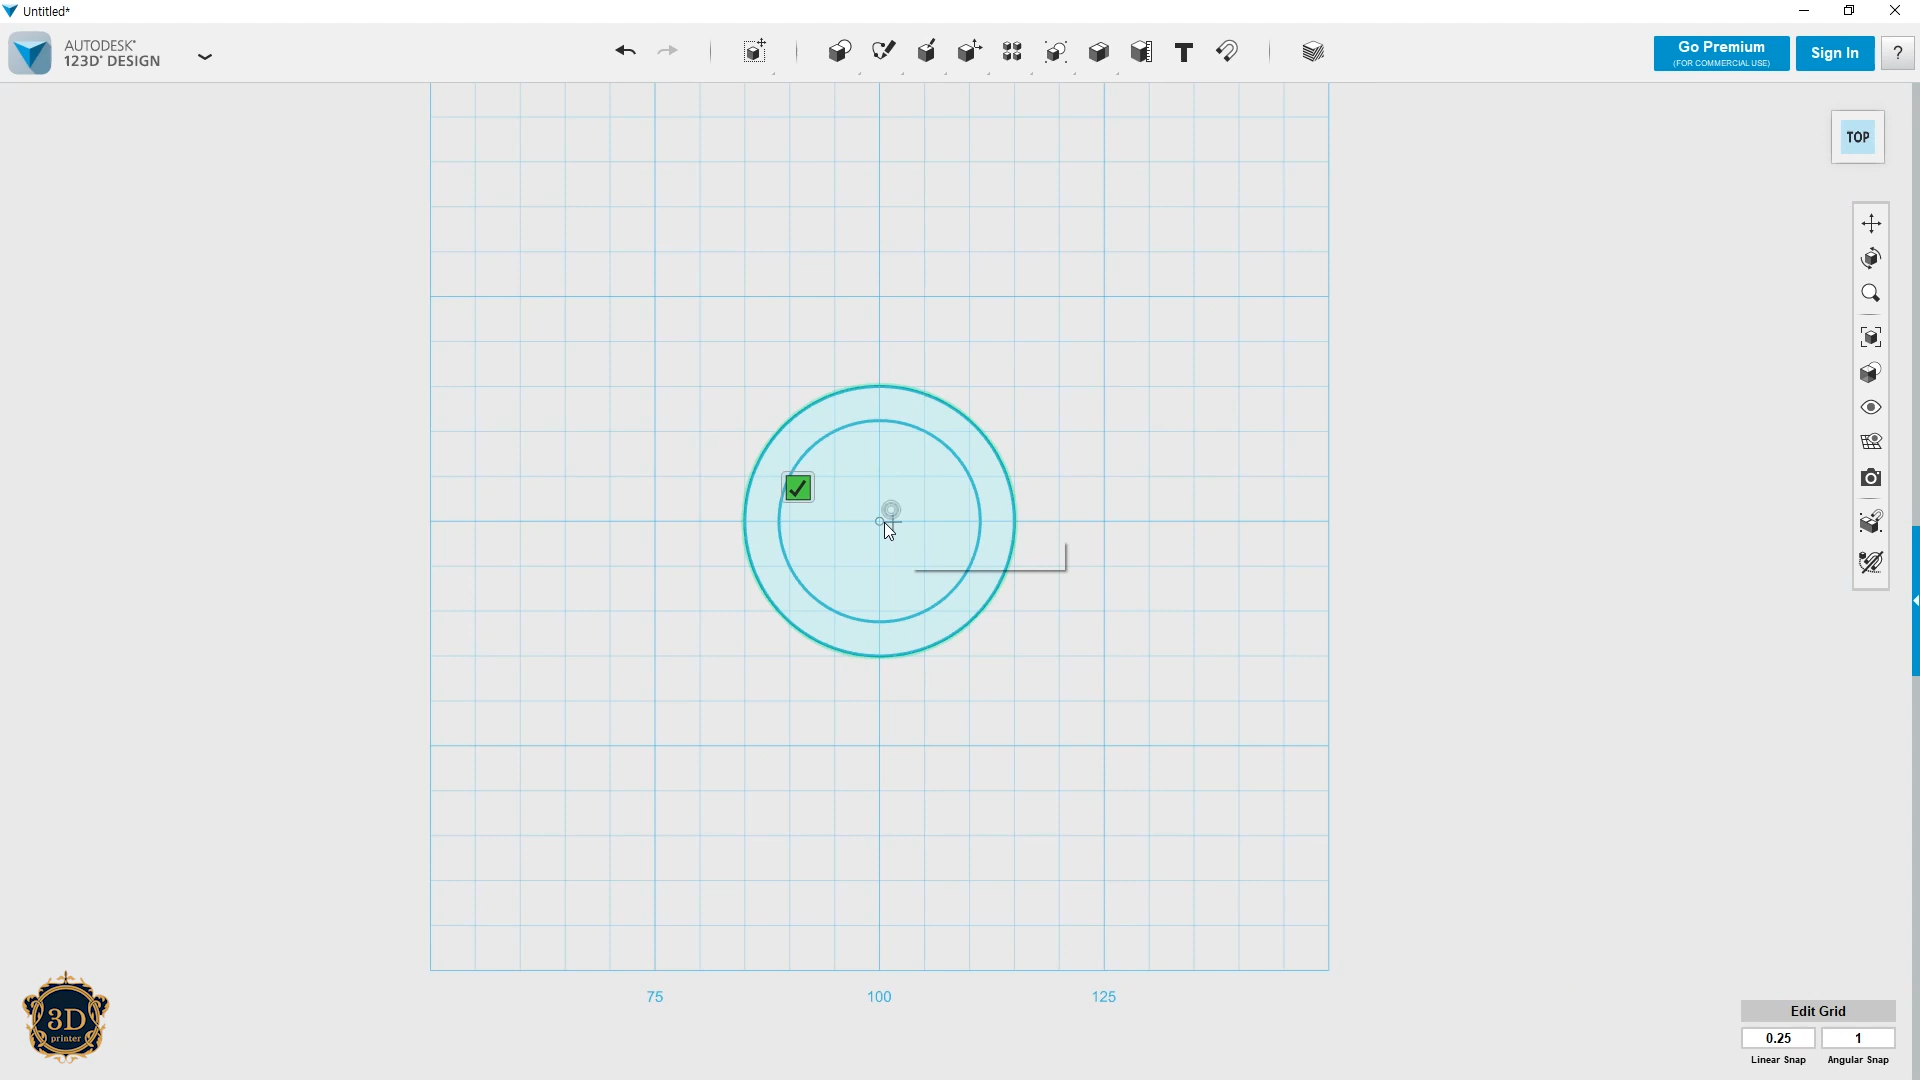 Untitled*
AUTODESK®
123D® DESIGN
T
Go Premium
(FOR COMMERCIAL USE)
Sign In
?
TOP
75
100
125
3D
printer
Edit Grid
0.25
1
Linear Snap
Angular Snap